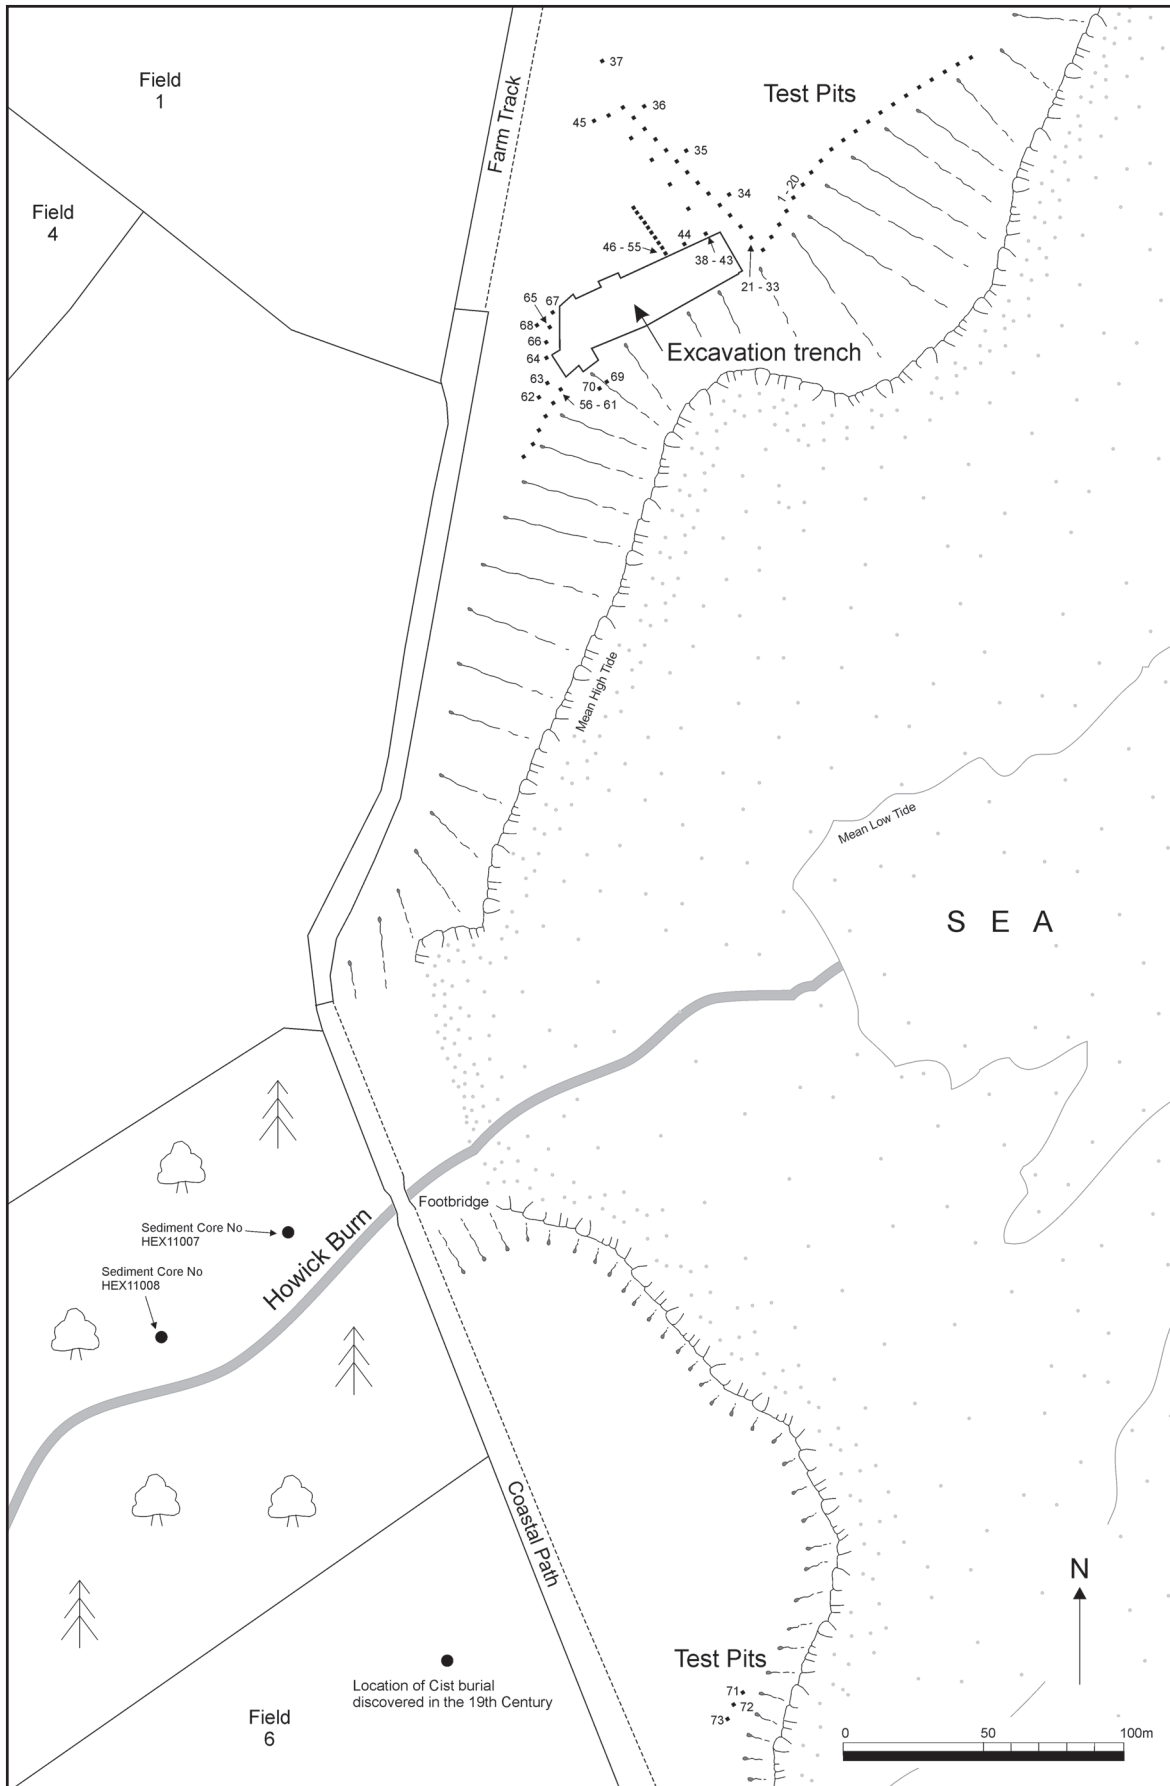 Field
1
Field
4
Farm Track
37
Test Pits
36
45
35
1 - 20
34
44
46 - 55
38 - 43
21 - 33
65
67
68
66
64
Excavation trench
63
69
70
62
56 - 61
Mean High Tide
Mean Low Tide
SEA
Footbridge
Sediment Core No
HEX11007
Howick Burn
Sediment Core No
HEX11008
Coastal Path
N
Test Pits
71
72
73
Location of Cist burial
discovered in the 19th Century
Field
6
0 50 100m